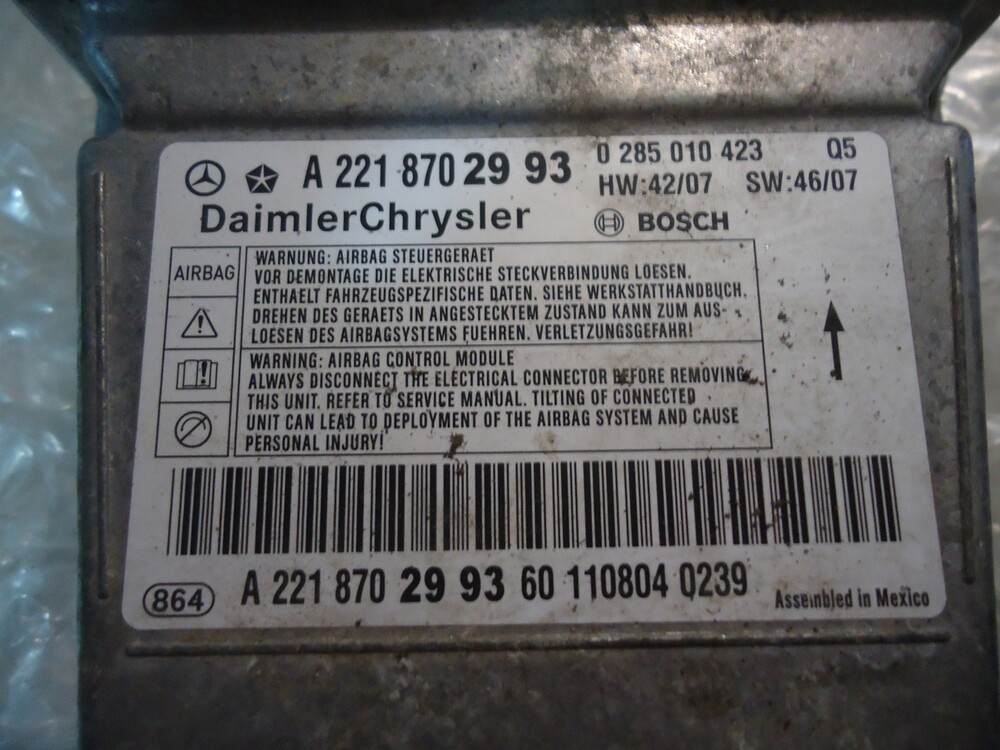 A 221 870 29 93 0 285 010 423 Q5
HW:42/07 SW:46/07
DaimlerChrysler BOSCH
AIRBAG
WARNUNG: AIRBAG STEUERGERAET
VOR DEMONTAGE DIE ELEKTRISCHE STECKVERBINDUNG LOESEN.
ENTHAELT FAHRZEUGSPEZIFISCHE DATEN. SIEHE WERKSTATTHANDBUCH.
DREHEN DES GERAETS IN ANGESTECKTEM ZUSTAND KANN ZUM AUS-
LOESEN DES AIRBAGSYSTEMS FUEHREN. VERLETZUNGSGEFAHR!
WARNING: AIRBAG CONTROL MODULE
ALWAYS DISCONNECT THE ELECTRICAL CONNECTOR BEFORE REMOVING
THIS UNIT. REFER TO SERVICE MANUAL. TILTING OF CONNECTED
UNIT CAN LEAD TO DEPLOYMENT OF THE AIRBAG SYSTEM AND CAUSE
PERSONAL INJURY!
864 A 221 870 29 93 60 110804 0239
Assembled in Mexico